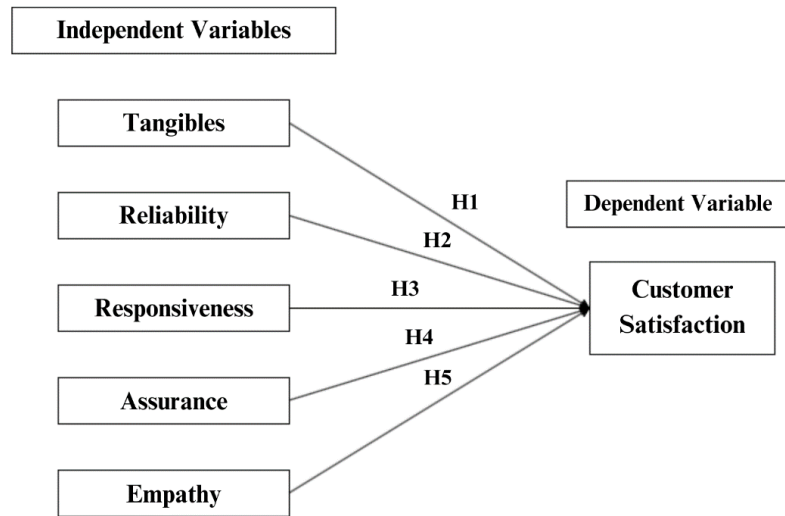 Independent Variables
Tangibles
H1
Dependent Variable
Reliability
H2
Responsiveness
H3
Customer
Satisfaction
H4
Assurance
H5
Empathy